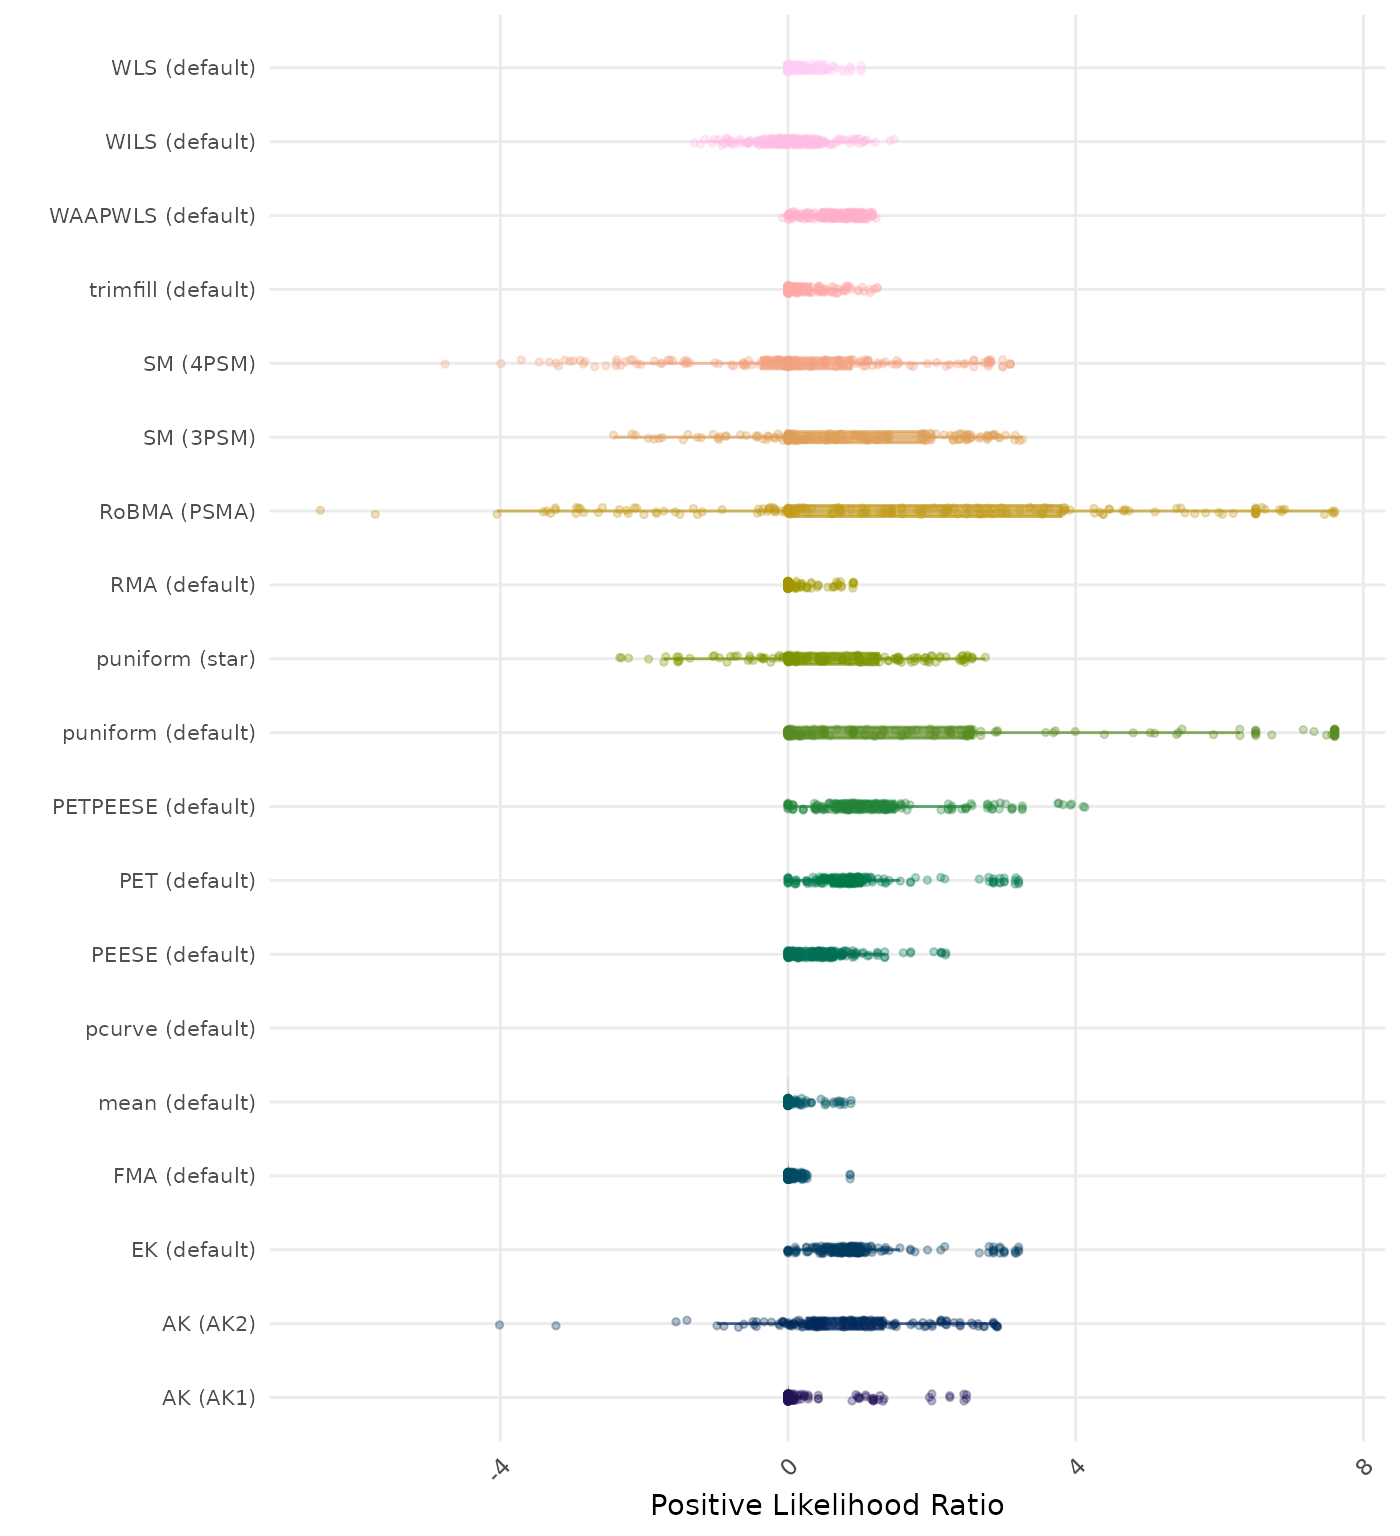 WLS (default)
WILS (default)
WAAPWLS (default)
trimfill (default)
SM (4PSM)
SM (3PSM)
RoBMA (PSMA)
RMA (default)
puniform (star)
puniform (default)
PETPEESE (default)
PET (default)
PEESE (default)
pcurve (default)
mean (default)
FMA (default)
EK (default)
AK (AK2)
AK (AK1)
-4 0 4 8
Positive Likelihood Ratio